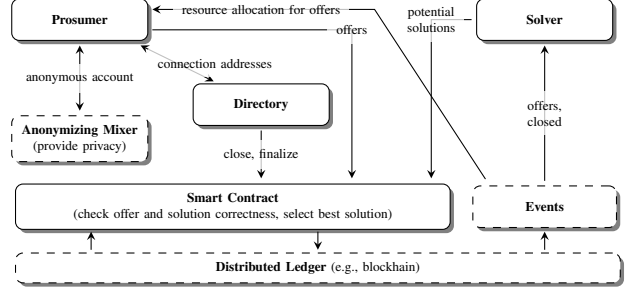 Prosumer
resource allocation for offers
potential
solutions
Solver
offers
anonymous account
connection addresses
Directory
offers,
closed
Anonymizing Mixer
(provide privacy)
close, finalize
Smart Contract
(check offer and solution correctness, select best solution)
Events
Distributed Ledger (e.g., blockhain)